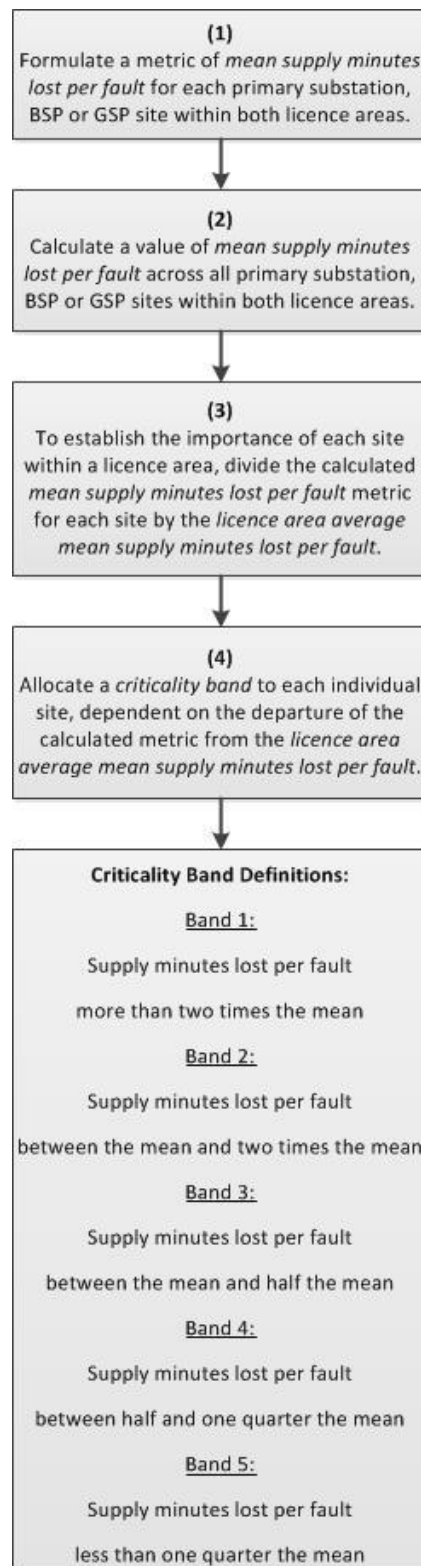 (1)
Formulate a metric of mean supply minutes
lost per fault for each primary substation,
BSP or GSP site within both licence areas.
(2)
Calculate a value of mean supply minutes
lost per fault across all primary substation,
BSP or GSP sites within both licence areas.
(3)
To establish the importance of each site
within a licence area, divide the calculated
mean supply minutes lost per fault metric
for each site by the licence area average
mean supply minutes lost per fault.
(4)
Allocate a criticality band to each individual
site, dependent on the departure of the
calculated metric from the licence area
average mean supply minutes lost per fault.
Criticality Band Definitions:
Band 1:
Supply minutes lost per fault
more than two times the mean
Band 2:
Supply minutes lost per fault
between the mean and two times the mean
Band 3:
Supply minutes lost per fault
between the mean and half the mean
Band 4:
Supply minutes lost per fault
between half and one quarter the mean
Band 5:
Supply minutes lost per fault
less than one quarter the mean